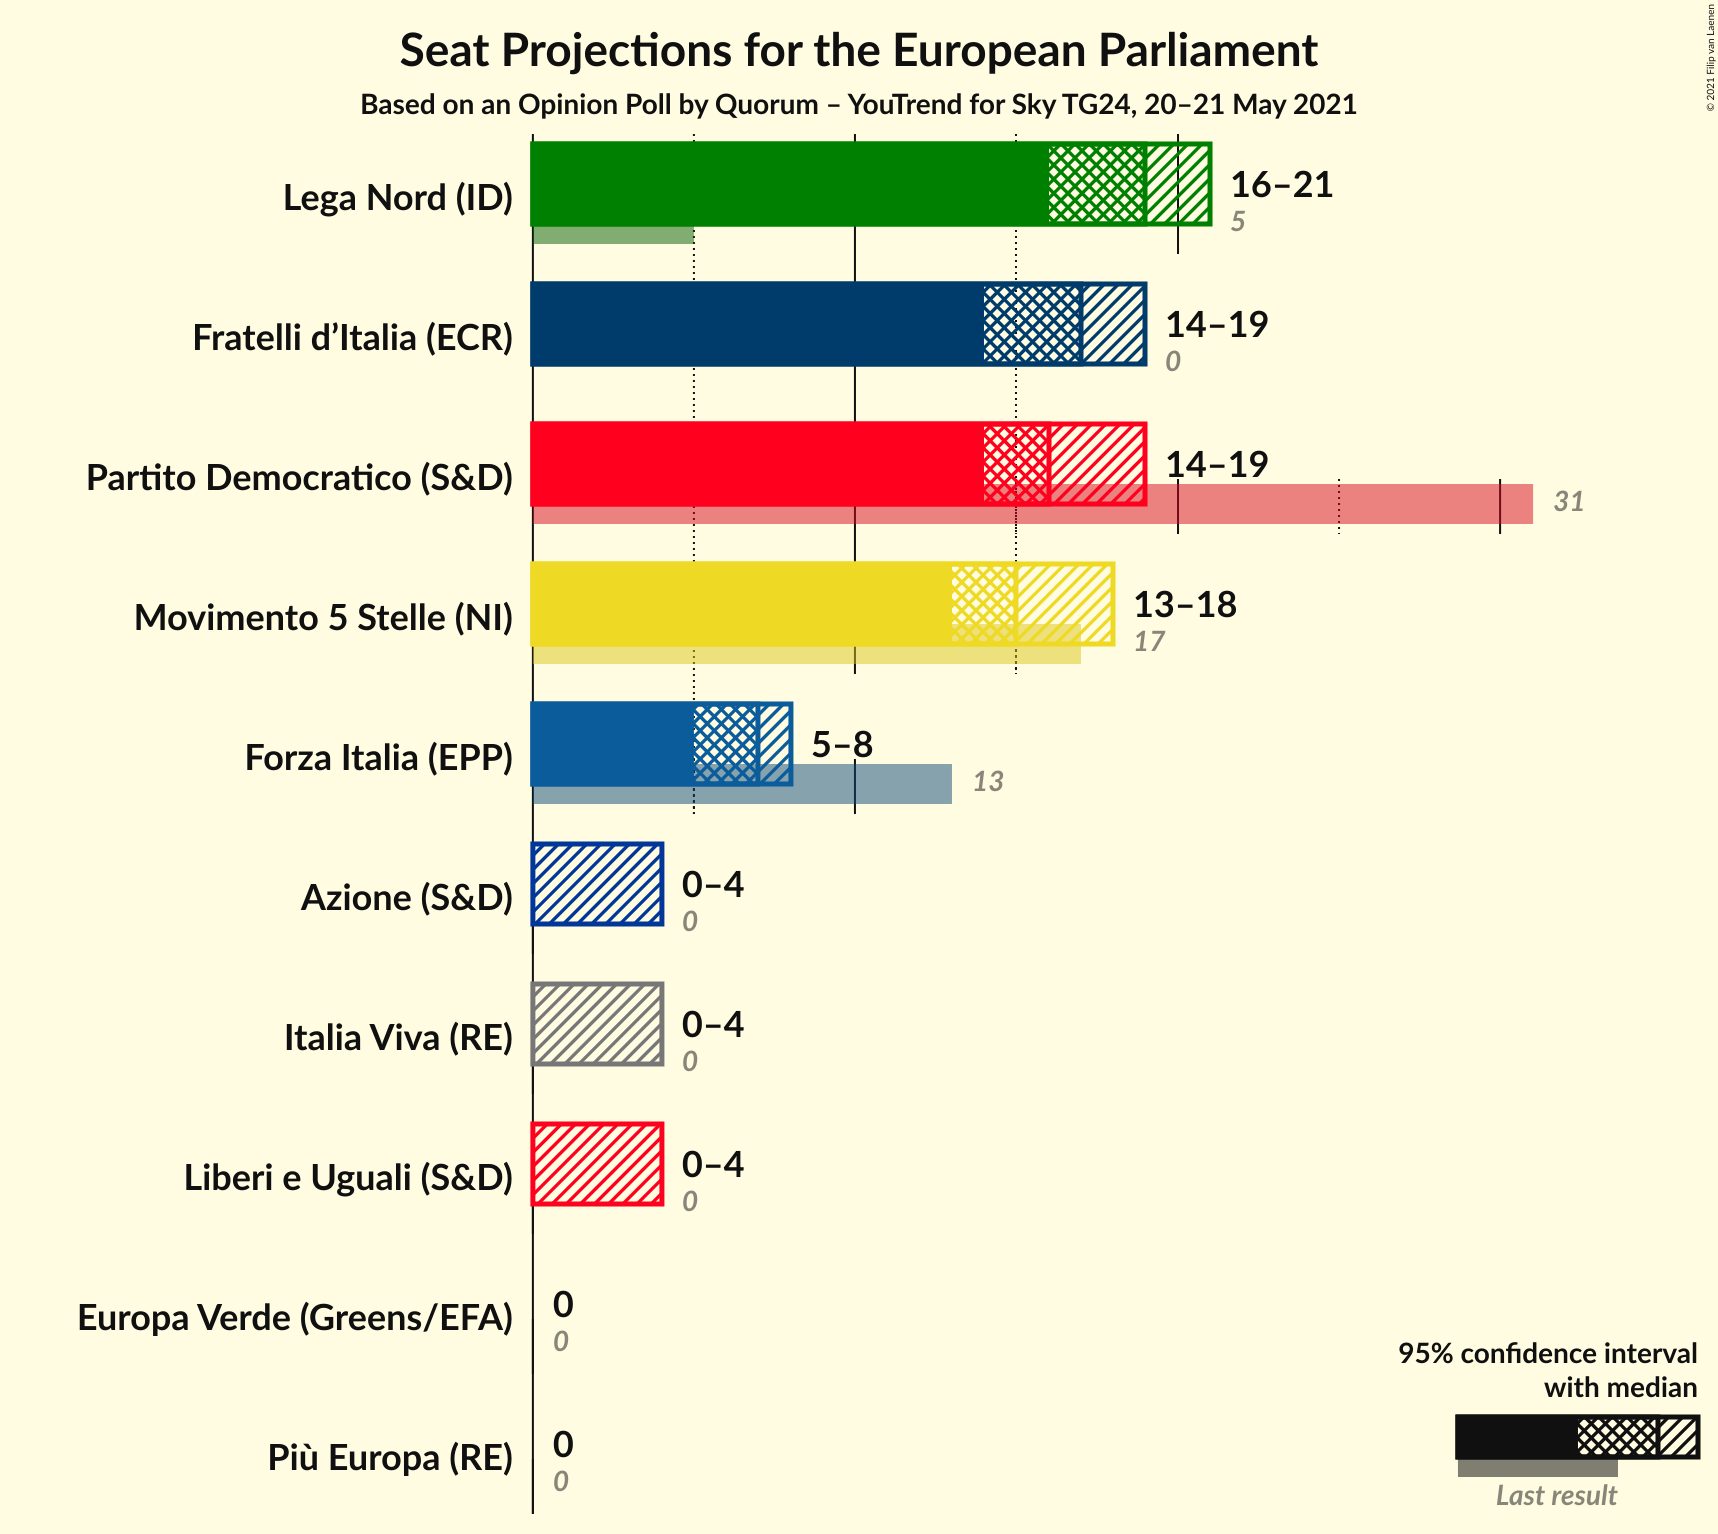 Seat Projections for the European Parliament
Based on an Opinion Poll by Quorum – YouTrend for Sky TG24, 20–21 May 2021
© 2021 Filip van Laenen
Lega Nord (ID)
16–21
5
Fratelli d’Italia (ECR)
14–19
0
Partito Democratico (S&D)
14–19
31
Movimento 5 Stelle (NI)
13–18
17
Forza Italia (EPP)
5–8
13
Azione (S&D)
0–4
0
Italia Viva (RE)
0–4
0
Liberi e Uguali (S&D)
0–4
0
Europa Verde (Greens/EFA)
0
0
Più Europa (RE)
0
0
95% confidence interval
with median
Last result